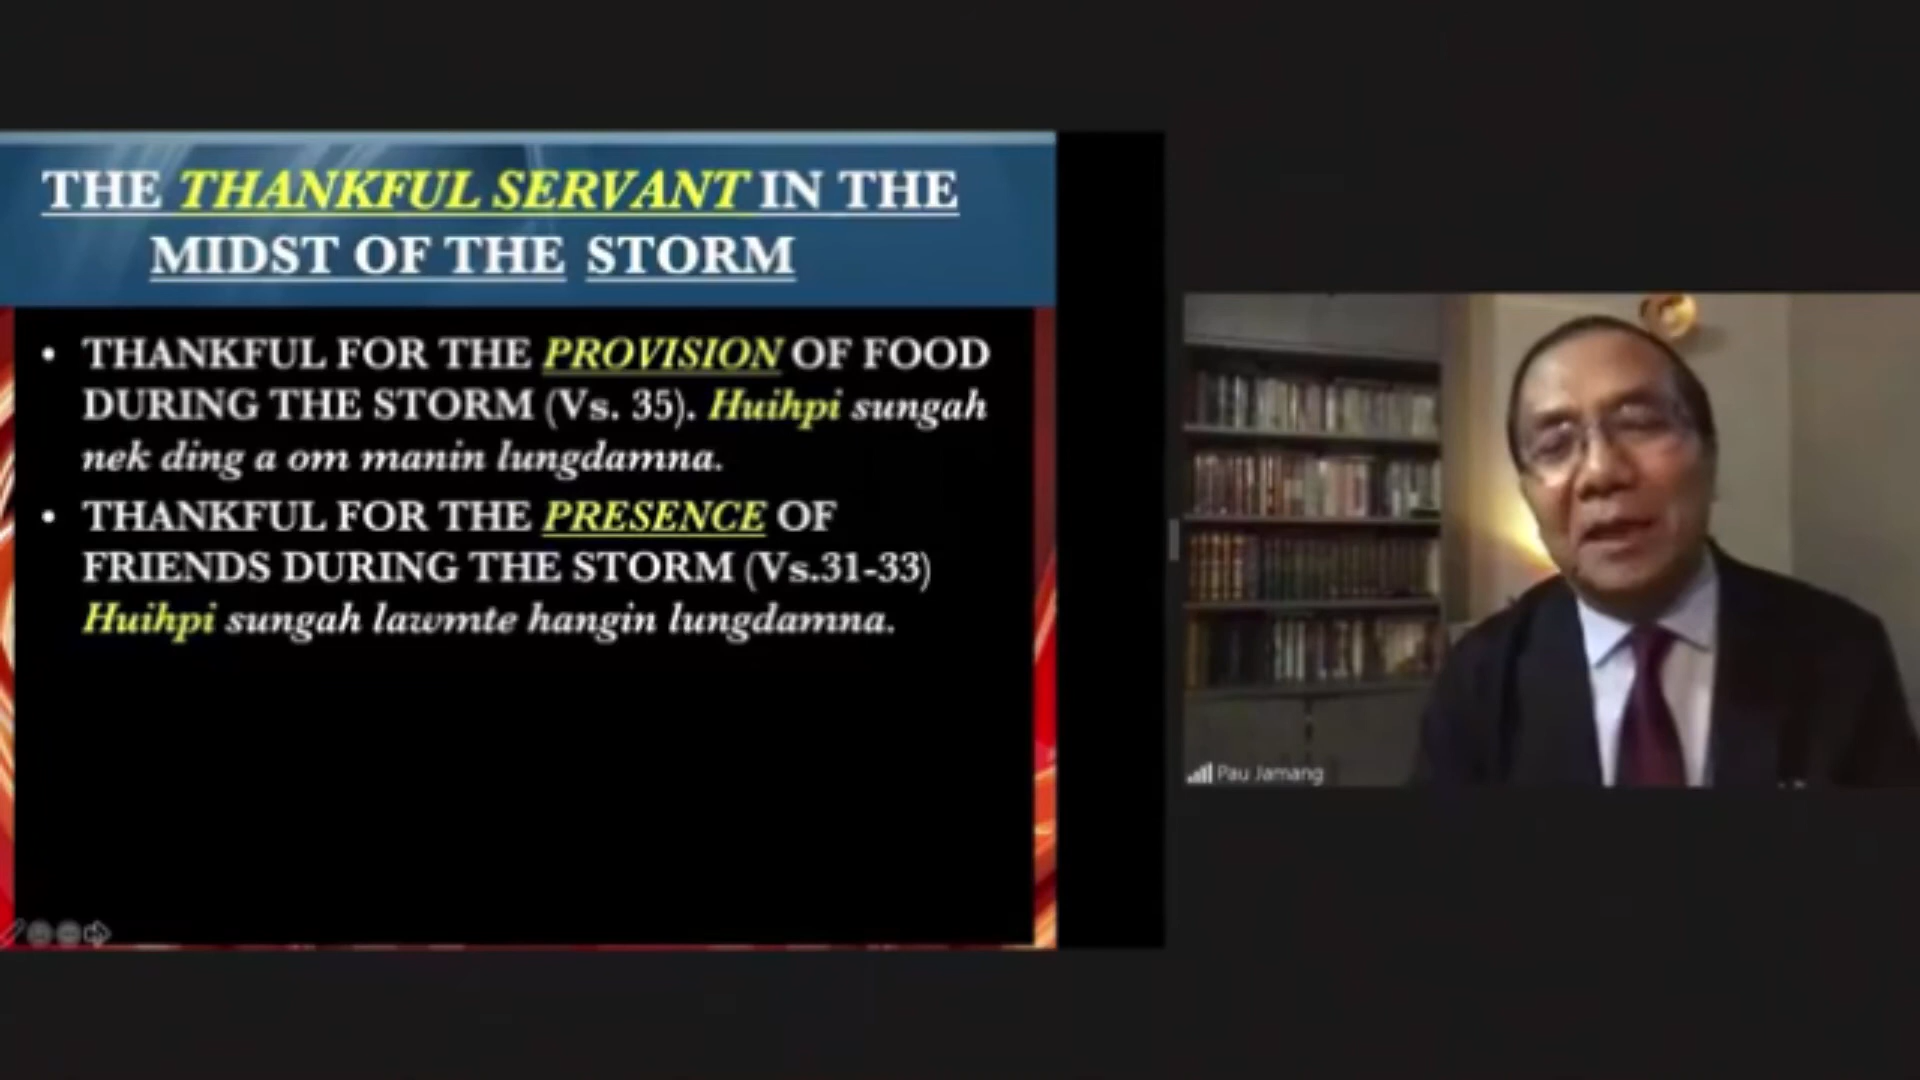 THE THANKFUL SERVANT IN THE
MIDST OF THE STORM
• THANKFUL FOR THE PROVISION OF FOOD
DURING THE STORM (Vs. 35). Huihpi sungah
nek ding a om manin lungdamna.
• THANKFUL FOR THE PRESENCE OF
FRIENDS DURING THE STORM (Vs.31-33)
Huihpi sungah lawmte hangin lungdamna.
Pau Jamang